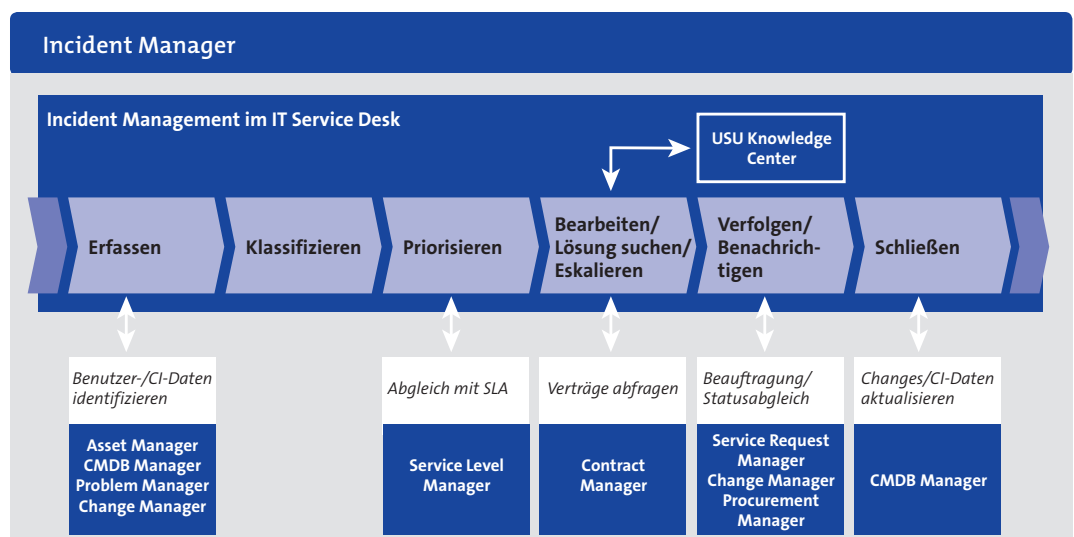 Incident Manager
Incident Management im IT Service Desk
USU Knowledge
Center
Erfassen
Klassifizieren
Priorisieren
Bearbeiten/
Lösung suchen/
Eskalieren
Verfolgen/
Benachrich-
tigen
Schließen
Benutzer-/CI-Daten
identifizieren
Abgleich mit SLA
Verträge abfragen
Beauftragung/
Statusabgleich
Changes/CI-Daten
aktualisieren
Asset Manager
CMDB Manager
Problem Manager
Change Manager
Service Level
Manager
Contract
Manager
Service Request
Manager
Change Manager
Procurement
Manager
CMDB Manager